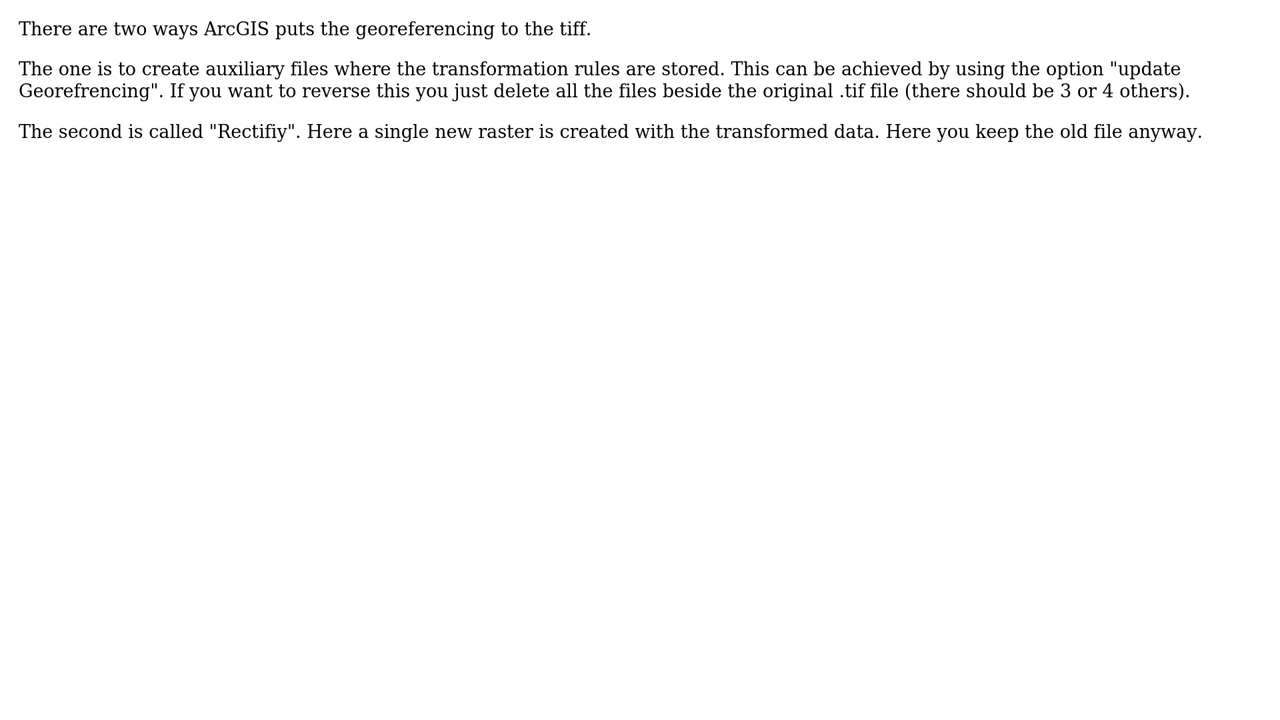 There are two ways ArcGIS puts the georeferencing to the tiff.
The one is to create auxiliary files where the transformation rules are stored. This can be achieved by using the option "update
Georefrencing". If you want to reverse this you just delete all the files beside the original .tif file (there should be 3 or 4 others).
The second is called "Rectifiy". Here a single new raster is created with the transformed data. Here you keep the old file anyway.